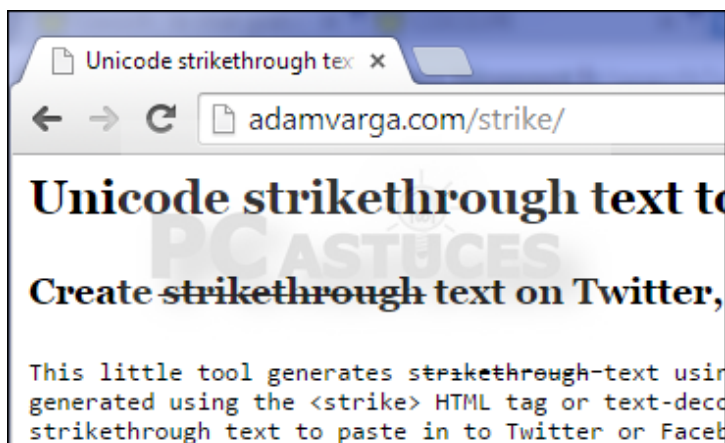 Unicode strikethrough tex
adamvarga.com/strike/
Unicode strikethrough text to
PC ASTUCES
Create strikethrough text on Twitter,
This little tool generates strikethrough text usin
generated using the <strike> HTML tag or text-deco
strikethrough text to paste in to Twitter or Faceb